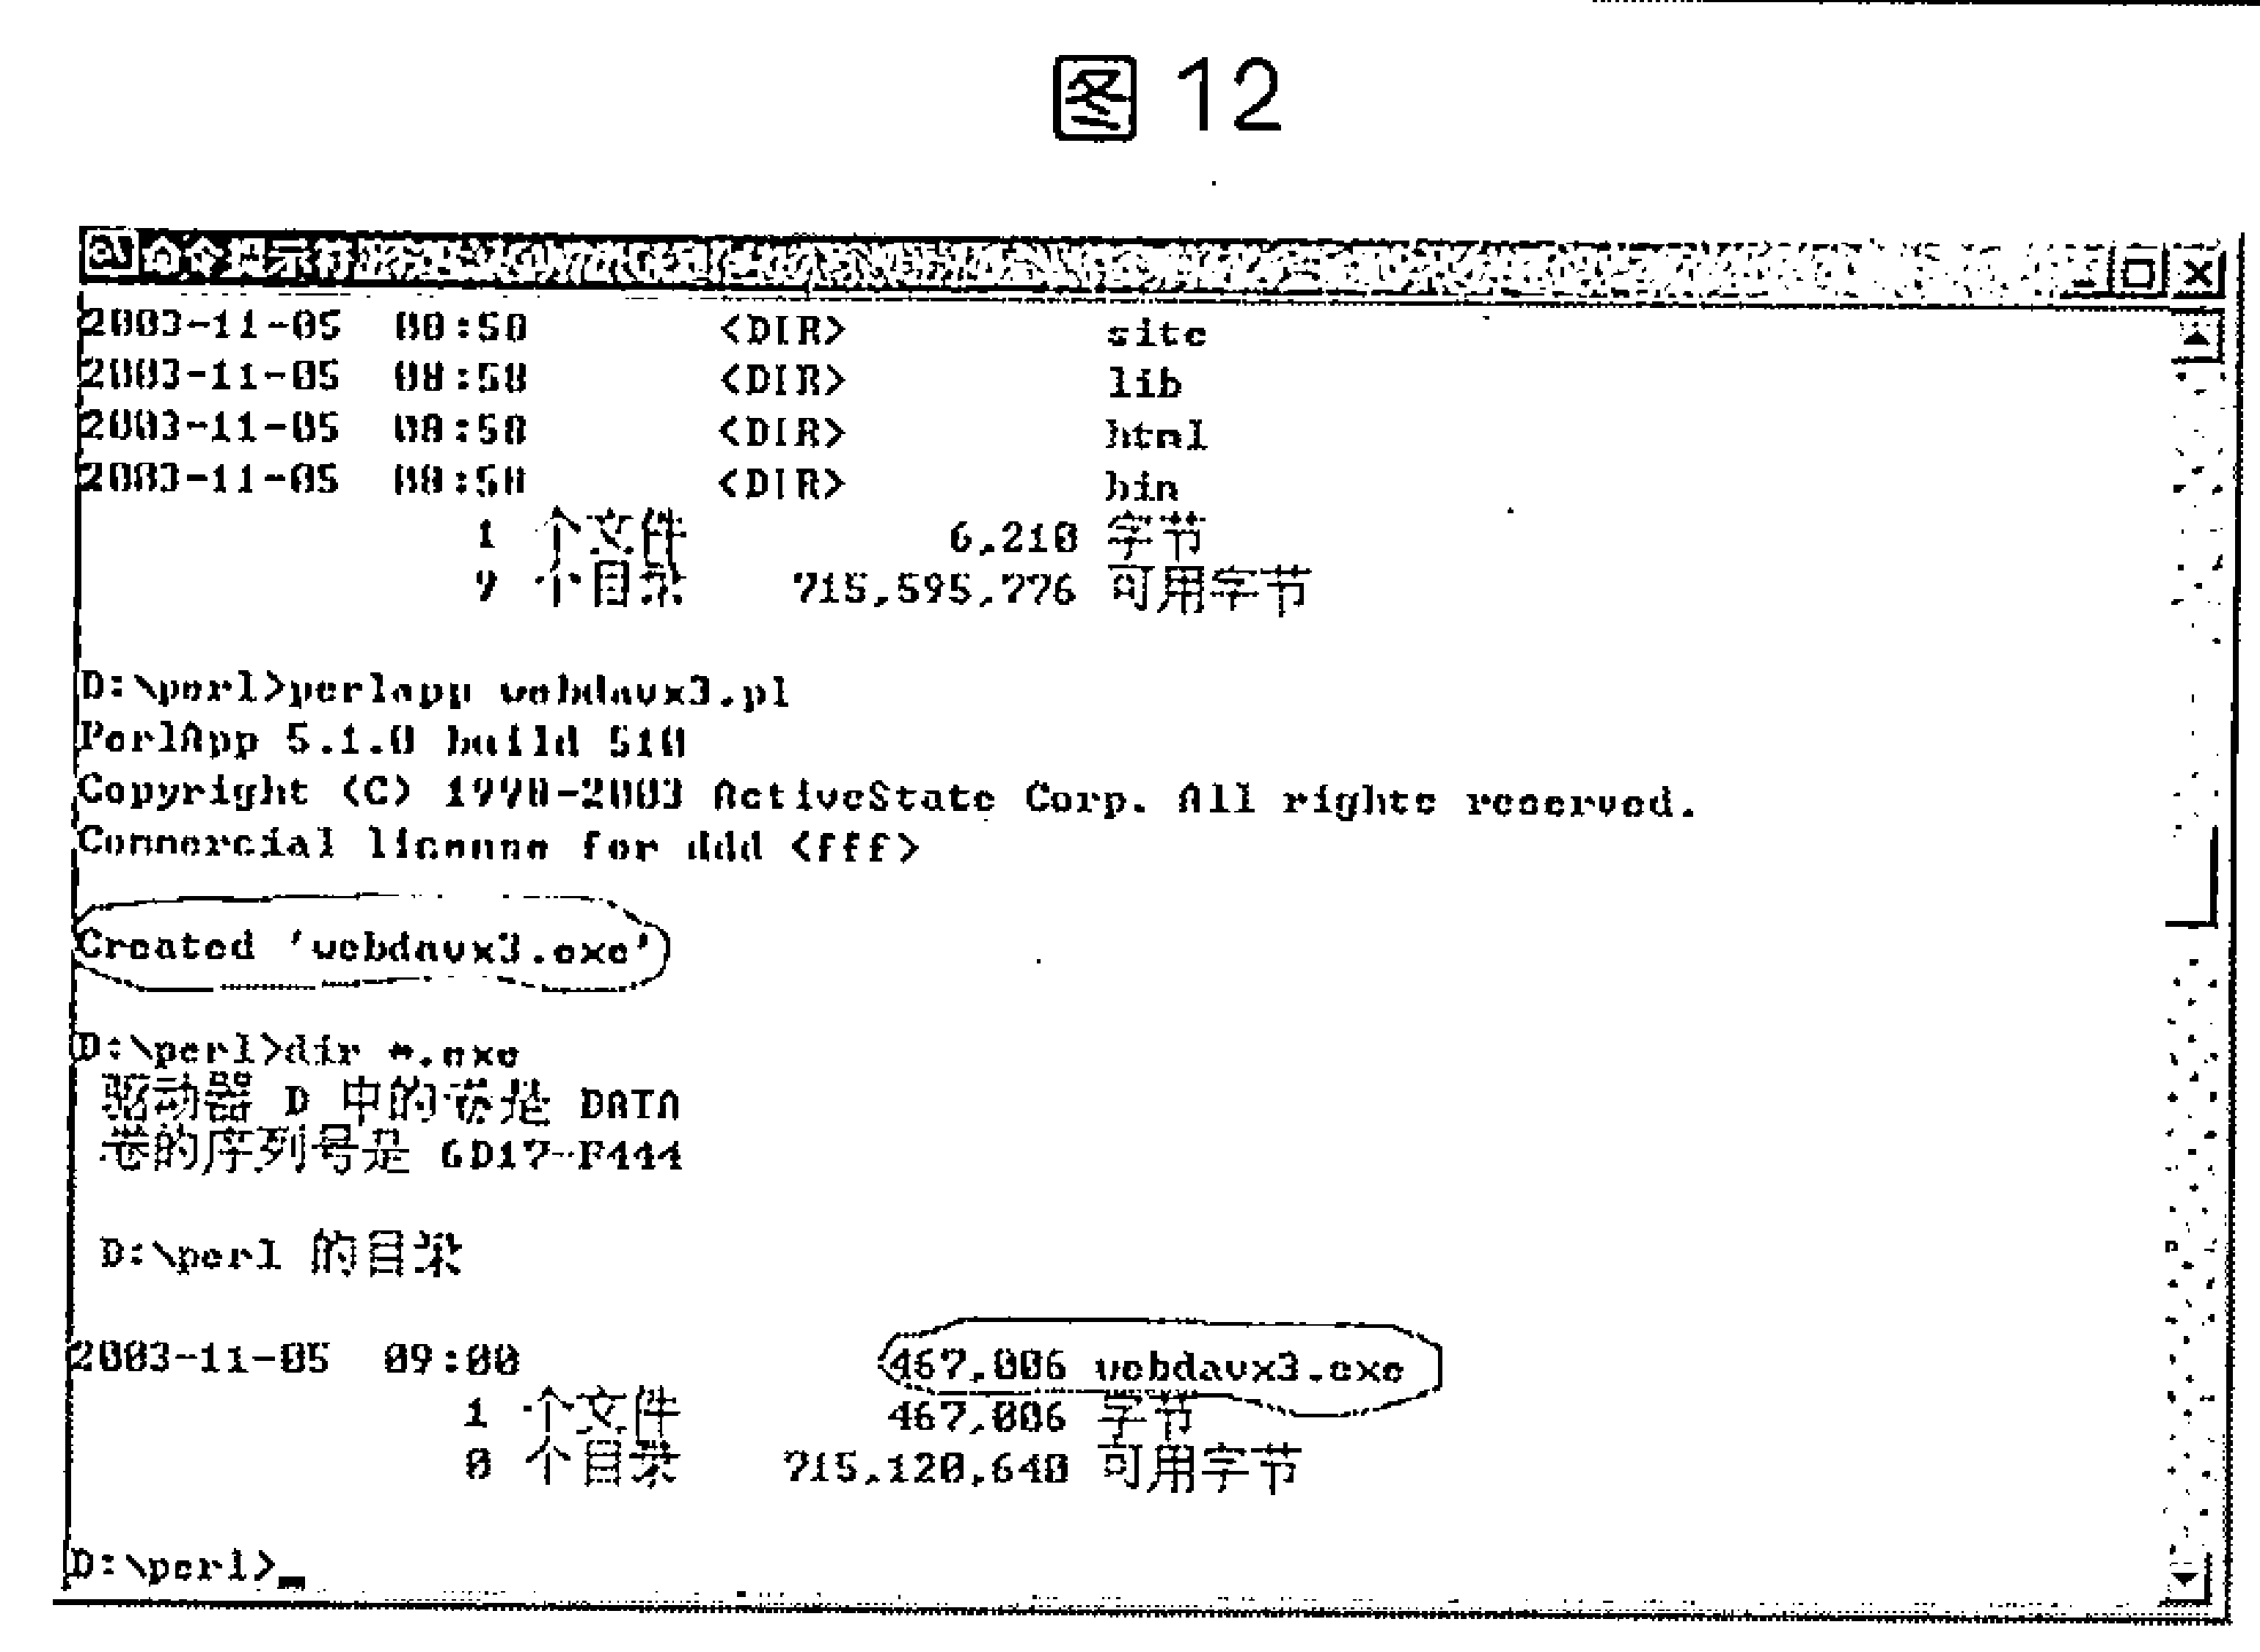 图 12
命令提示符
2003-11-05 08:50 <DIR> site
2003-11-05 08:50 <DIR> lib
2003-11-05 08:50 <DIR> html
2003-11-05 08:50 <DIR> bin
1 个文件 6,210 字节
9 个目录 715,595,776 可用字节
D:\perl>perlapp webdavx3.pl
PerlApp 5.1.0 build 510
Copyright (C) 1998-2003 ActiveState Corp. All rights reserved.
Commercial license for ddd <fff>
Created 'webdavx3.exe'
D:\perl>dir *.exe
驱动器 D 中的卷是 DATA
卷的序列号是 6D17-F444
D:\perl 的目录
2003-11-05 09:00 467,006 webdavx3.exe
1 个文件 467,006 字节
0 个目录 715,120,640 可用字节
D:\perl>_